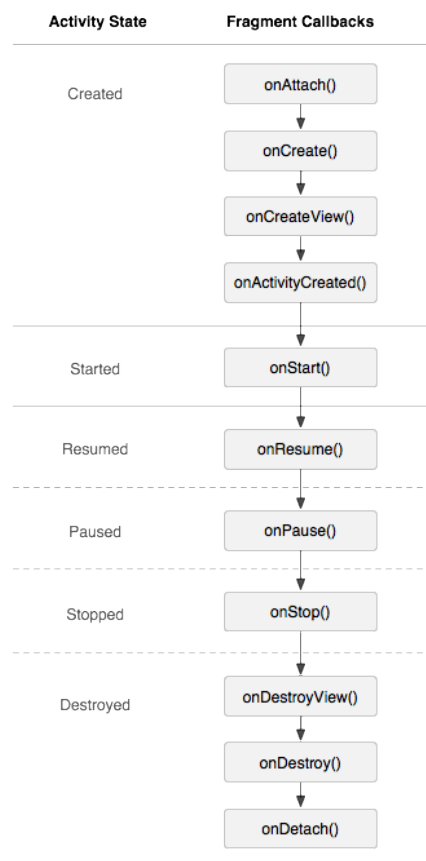 Activity State Fragment Callbacks
Created
onAttach()
onCreate()
onCreateView()
onActivityCreated()
Started
onStart()
Resumed
onResume()
Paused
onPause()
Stopped
onStop()
Destroyed
onDestroyView()
onDestroy()
onDetach()